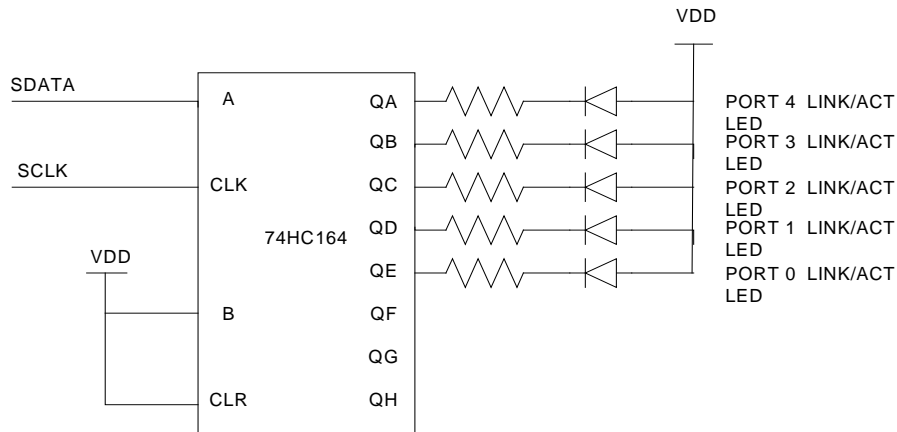 VDD
SDATA
A
QA
PORT 4 LINK/ACT
LED
QB
PORT 3 LINK/ACT
LED
SCLK
CLK
QC
PORT 2 LINK/ACT
LED
74HC164
QD
PORT 1 LINK/ACT
LED
VDD
QE
PORT 0 LINK/ACT
LED
B
QF
QG
CLR
QH